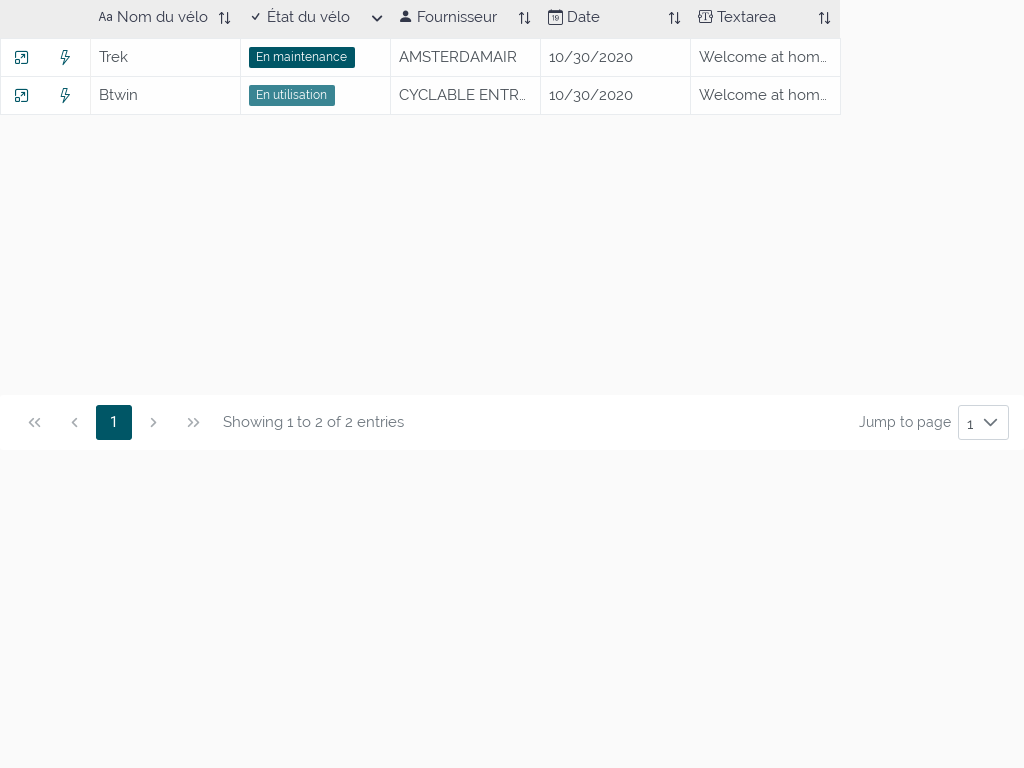 Aa Nom du vélo État du vélo Fournisseur 19 Date Textarea
Trek En maintenance AMSTERDAMAIR 10/30/2020 Welcome at hom...
Btwin En utilisation CYCLABLE ENTR... 10/30/2020 Welcome at hom...
1 Showing 1 to 2 of 2 entries Jump to page 1